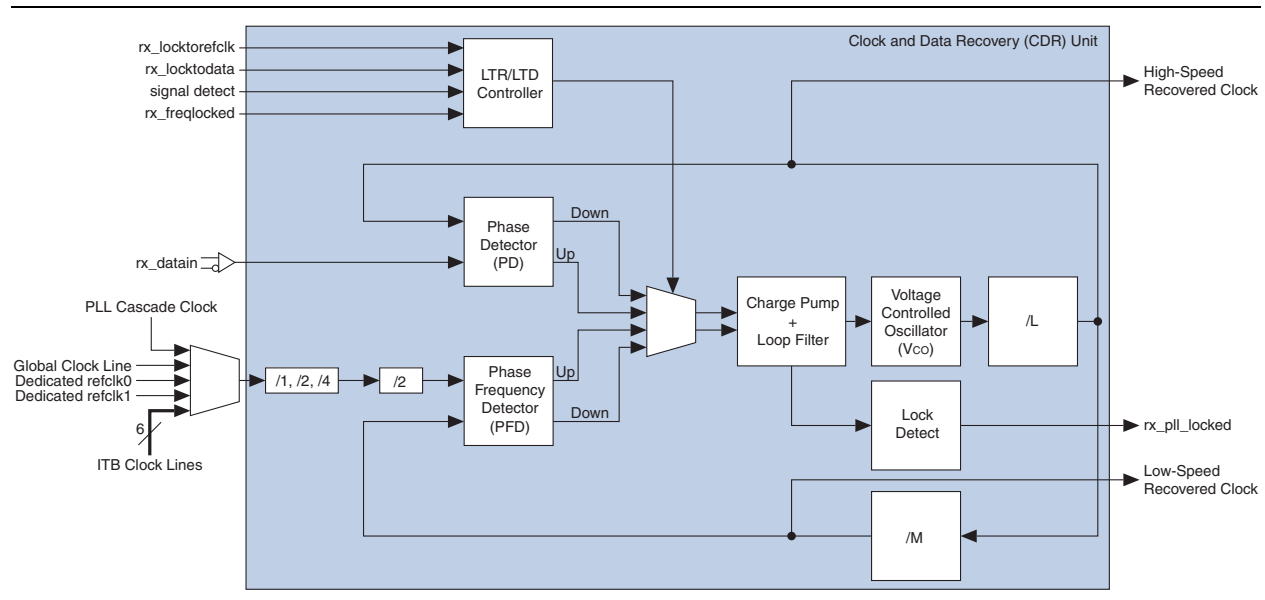 Clock and Data Recovery (CDR) Unit
rx_locktorefclk
rx_locktodata
signal detect
rx_freqlocked
LTR/LTD
Controller
High-Speed
Recovered Clock
rx_datain
Phase
Detector
(PD)
Down
Up
PLL Cascade Clock
Global Clock Line
Dedicated refclk0
Dedicated refclk1
6
ITB Clock Lines
/1, /2, /4
/2
Phase
Frequency
Detector
(PFD)
Up
Down
Charge Pump
+
Loop Filter
Voltage
Controlled
Oscillator
(VCO)
/L
Lock
Detect
rx_pll_locked
Low-Speed
Recovered Clock
/M